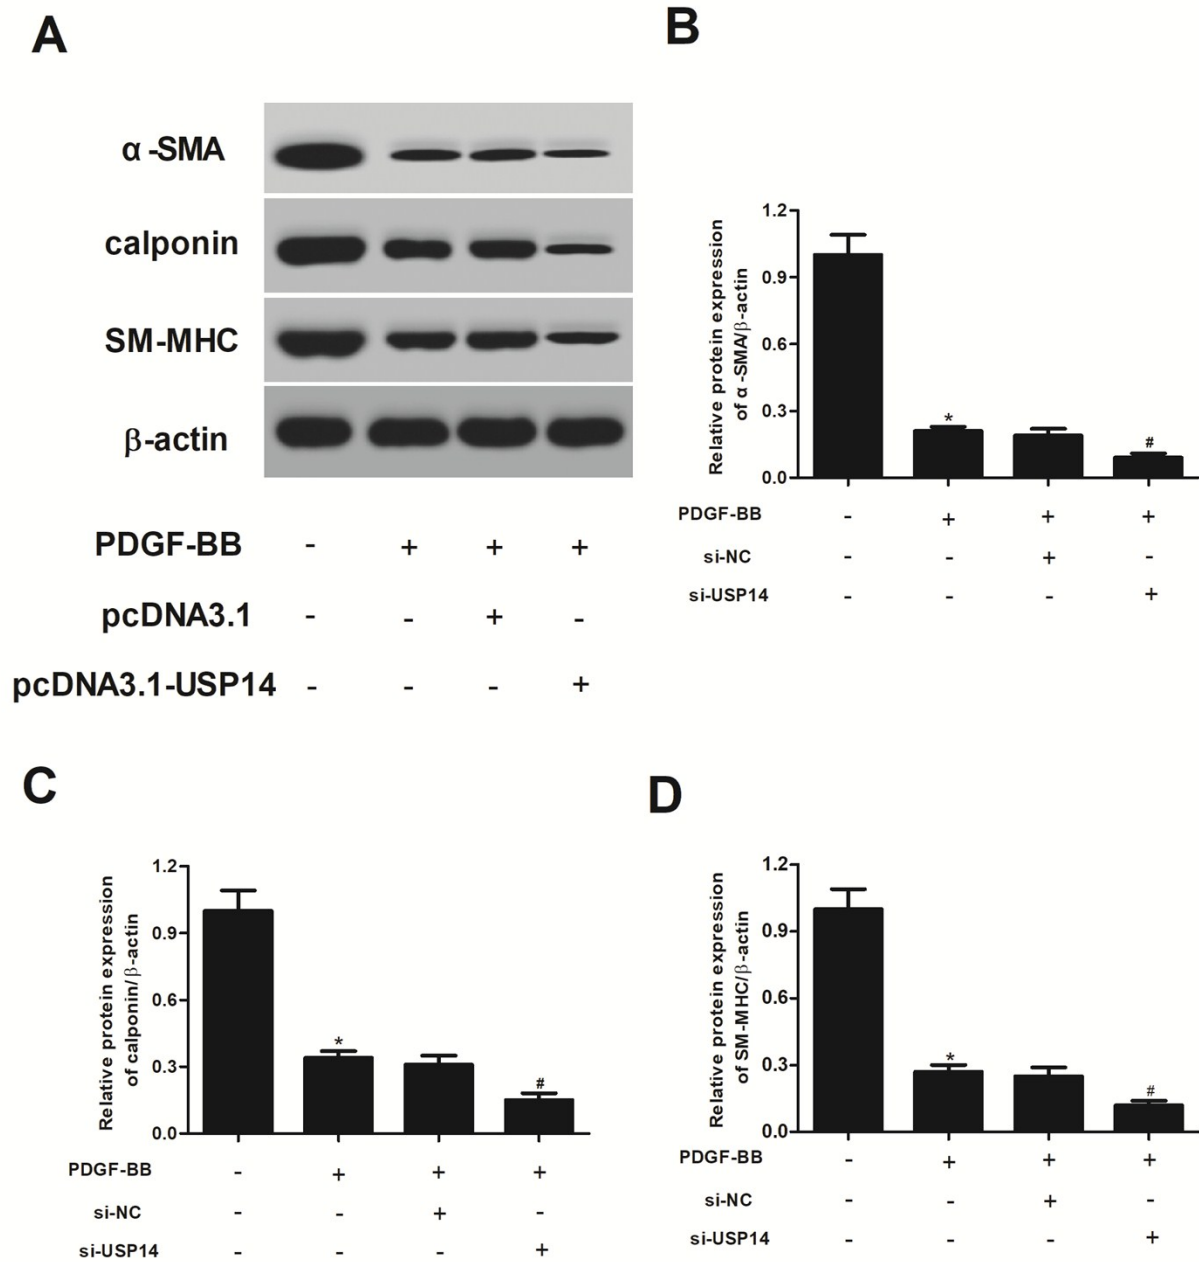 A
α-SMA
calponin
SM-MHC
β-actin
PDGF-BB - + + +
pcDNA3.1 - - + -
pcDNA3.1-USP14 - - - +
B
Relative protein expression
of α-SMA/β-actin
1.2
0.9
0.6
0.3
0.0
*
#
PDGF-BB - + + +
si-NC - - + -
si-USP14 - - - +
C
Relative protein expression
of calponin/β-actin
1.2
0.9
0.6
0.3
0.0
*
#
PDGF-BB - + + +
si-NC - - + -
si-USP14 - - - +
D
Relative protein expression
of SM-MHC/β-actin
1.2
0.9
0.6
0.3
0.0
*
#
PDGF-BB - + + +
si-NC - - + -
si-USP14 - - - +